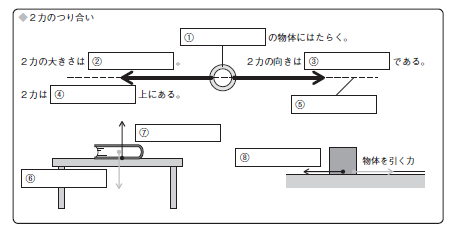 ◆2力のつり合い
① の物体にはたらく。
2力の大きさは ② 。
2力の向きは ③ である。
2力は ④ 上にある。
⑤
⑦
⑥
⑧
物体を引く力